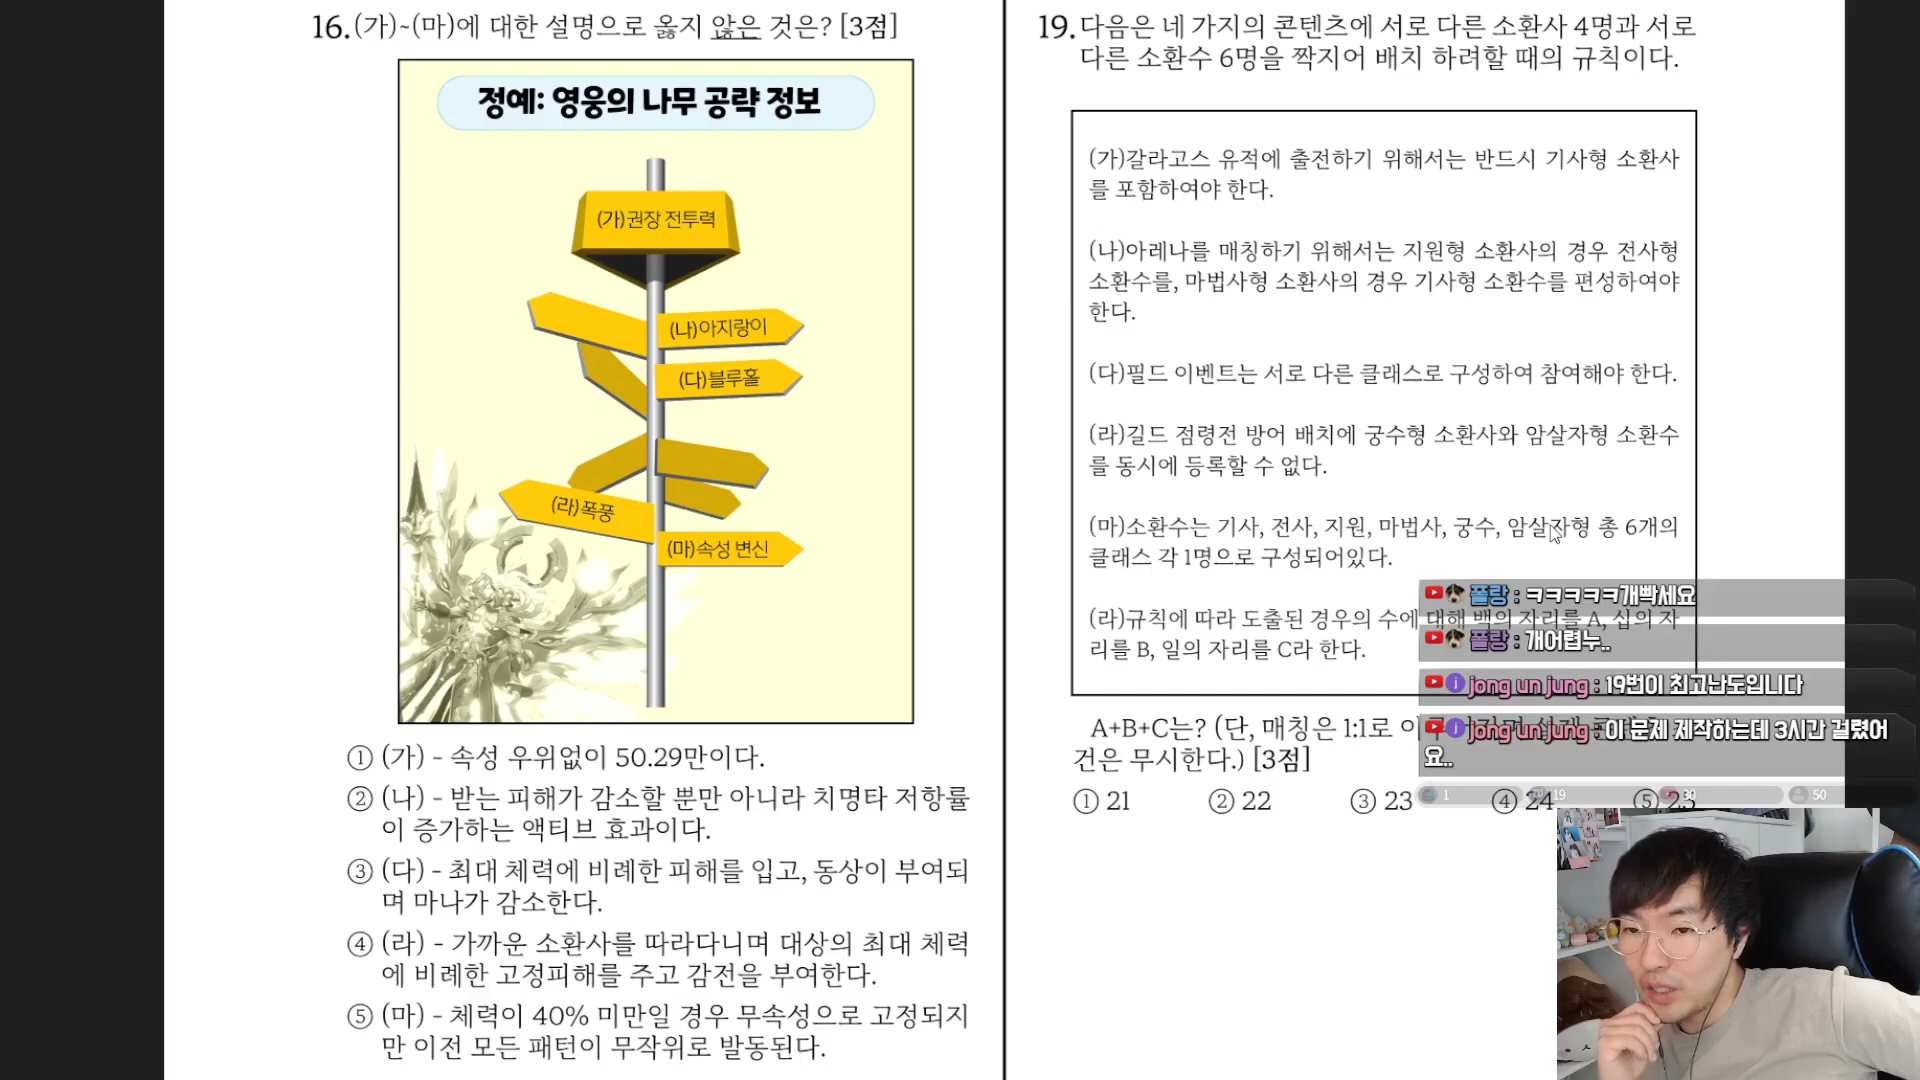 16.(가)~(마)에 대한 설명으로 옳지 않은 것은? [3점]
정예: 영웅의 나무 공략 정보
(가)권장 전투력
(나)아지랑이
(다)블루홀
(라)폭풍
(마)속성 변신
① (가) - 속성 우위없이 50.29만이다.
② (나) - 받는 피해가 감소할 뿐만 아니라 치명타 저항률
이 증가하는 액티브 효과이다.
③ (다) - 최대 체력에 비례한 피해를 입고, 동상이 부여되
며 마나가 감소한다.
④ (라) - 가까운 소환사를 따라다니며 대상의 최대 체력
에 비례한 고정피해를 주고 감전을 부여한다.
⑤ (마) - 체력이 40% 미만일 경우 무속성으로 고정되지
만 이전 모든 패턴이 무작위로 발동된다.
19.다음은 네 가지의 콘텐츠에 서로 다른 소환사 4명과 서로
다른 소환수 6명을 짝지어 배치 하려할 때의 규칙이다.
(가)갈라고스 유적에 출전하기 위해서는 반드시 기사형 소환사
를 포함하여야 한다.
(나)아레나를 매칭하기 위해서는 지원형 소환사의 경우 전사형
소환수를, 마법사형 소환사의 경우 기사형 소환수를 편성하여야
한다.
(다)필드 이벤트는 서로 다른 클래스로 구성하여 참여해야 한다.
(라)길드 점령전 방어 배치에 궁수형 소환사와 암살자형 소환수
를 동시에 등록할 수 없다.
(마)소환수는 기사, 전사, 지원, 마법사, 궁수, 암살자형 총 6개의
클래스 각 1명으로 구성되어있다.
(라)규칙에 따라 도출된 경우의 수에 대해 백의 자리를 A, 십의 자
리를 B, 일의 자리를 C라 한다.
A+B+C는? (단, 매칭은 1:1로
건은 무시한다.) [3점]
① 21 ② 22 ③ 23 ④ 24 ⑤ 25
풀랑 : ㅋㅋㅋㅋㅋ개빡세요
풀랑 : 개어렵누..
jong un jung : 19번이 최고난도입니다
jong un jung : 이 문제 제작하는데 3시간 걸렸어
요..
1 19 30 50